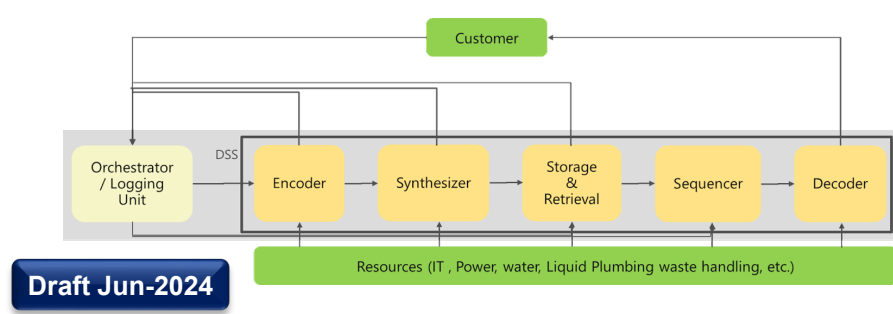 Customer
DSS
Orchestrator
/ Logging
Unit
Encoder
Synthesizer
Storage
&
Retrieval
Sequencer
Decoder
Resources (IT , Power, water, Liquid Plumbing waste handling, etc.)
Draft Jun-2024